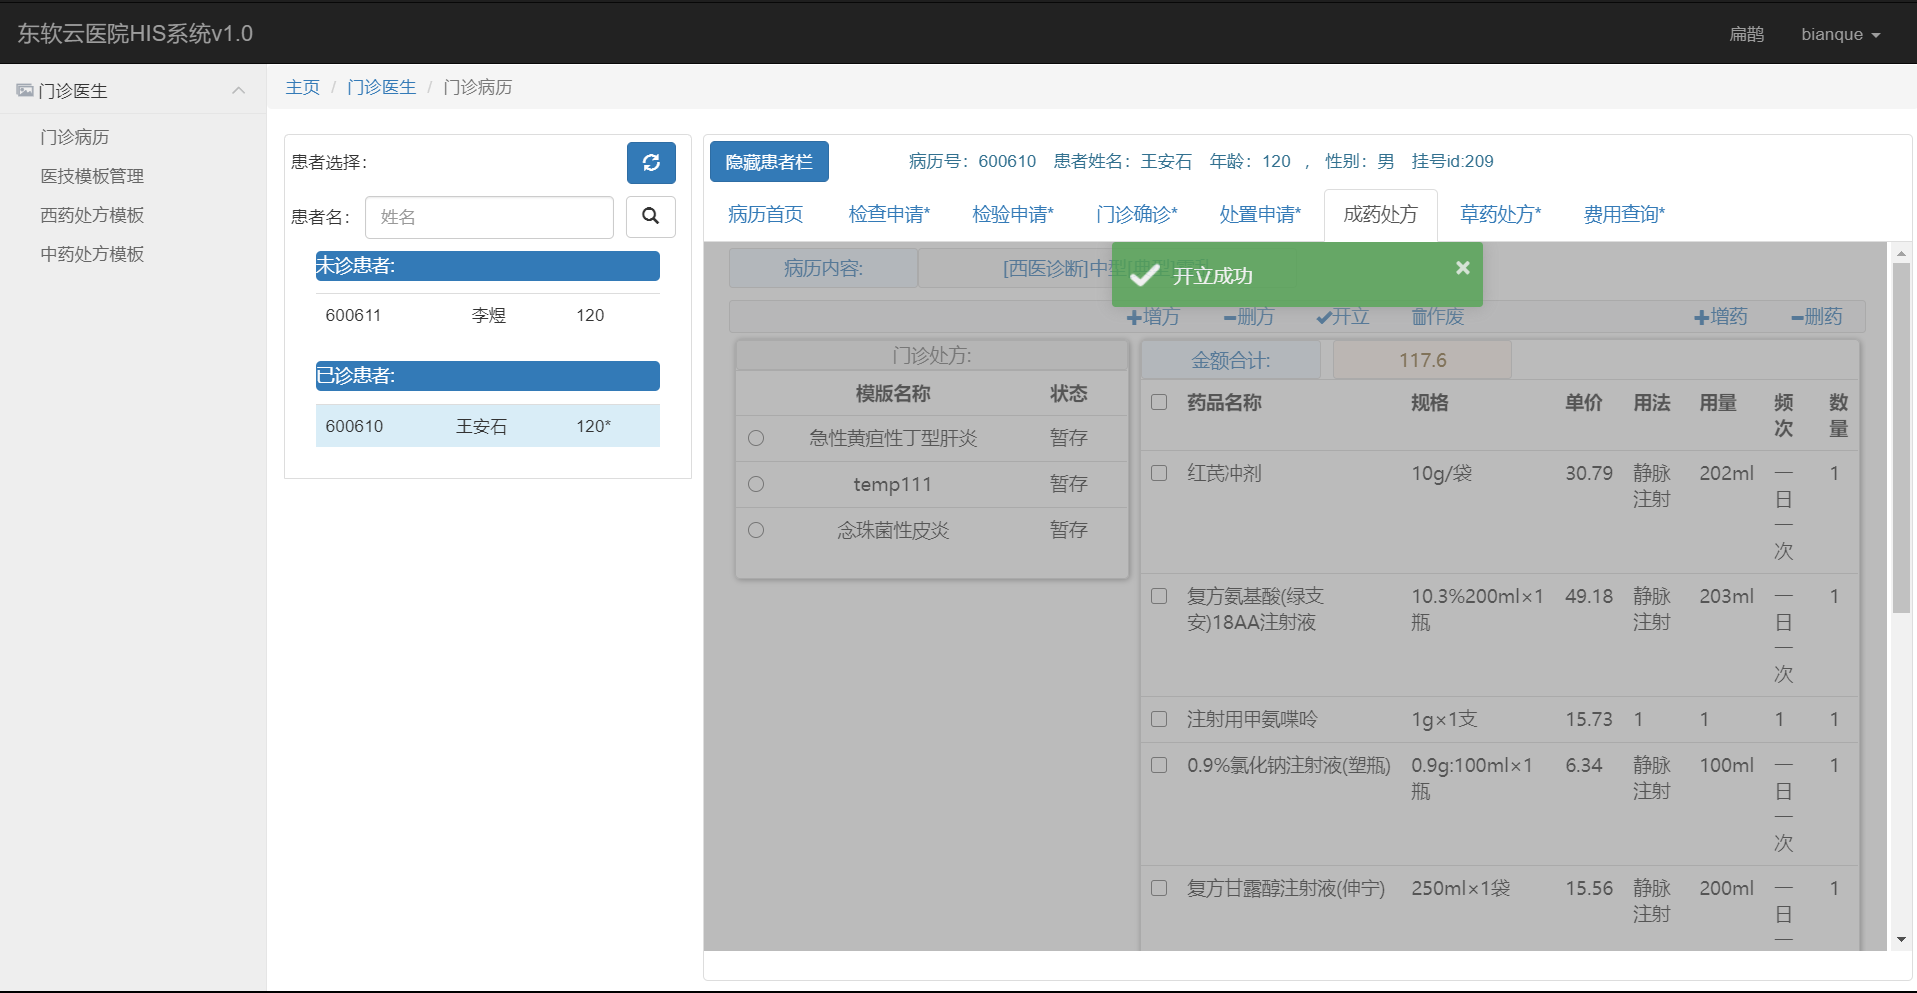 东软云医院HIS系统v1.0
扁鹊
bianque
门诊医生
门诊病历
医技模板管理
西药处方模板
中药处方模板
主页 / 门诊医生 / 门诊病历
患者选择:
患者名: 姓名
未诊患者:
600611 李煜 120
已诊患者:
600610 王安石 120*
隐藏患者栏
病历号: 600610 患者姓名: 王安石 年龄: 120 , 性别: 男 挂号id:209
病历首页 检查申请* 检验申请* 门诊确诊* 处置申请* 成药处方 草药处方* 费用查询*
开立成功
病历内容: [西医诊断]中型
增方 删方 开立 作废 增药 删药
门诊处方:
模版名称 状态
急性黄疸性丁型肝炎 暂存
temp111 暂存
念珠菌性皮炎 暂存
金额合计: 117.6
药品名称 规格 单价 用法 用量 频次 数量
红芪冲剂 10g/袋 30.79 静脉注射 202ml 一日一次 1
复方氨基酸(绿支安)18AA注射液 10.3%200ml×1瓶 49.18 静脉注射 203ml 一日一次 1
注射用甲氨喋呤 1g×1支 15.73 1 1 1 1
0.9%氯化钠注射液(塑瓶) 0.9g:100ml×1瓶 6.34 静脉注射 100ml 一日一次 1
复方甘露醇注射液(伸宁) 250ml×1袋 15.56 静脉注射 200ml 一日一 1